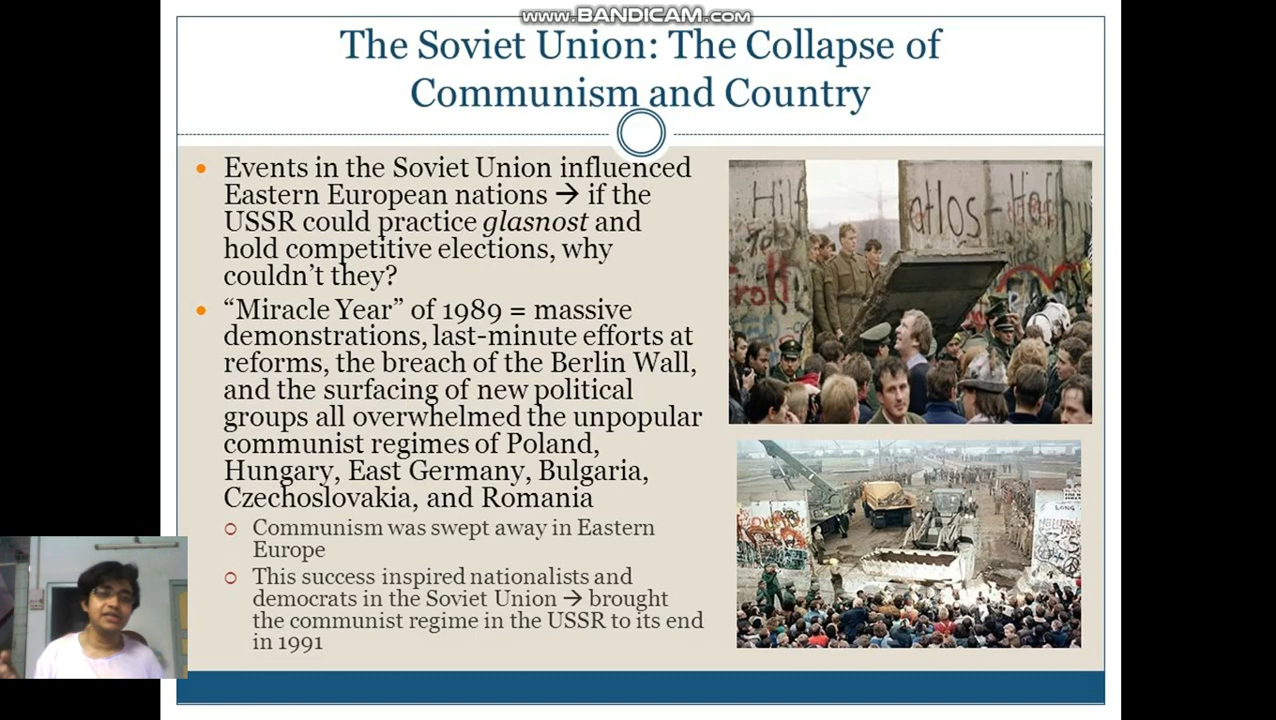 www.BANDICAM.com
The Soviet Union: The Collapse of
Communism and Country
Events in the Soviet Union influenced
Eastern European nations → if the
USSR could practice glasnost and
hold competitive elections, why
couldn't they?
"Miracle Year" of 1989 = massive
demonstrations, last-minute efforts at
reforms, the breach of the Berlin Wall,
and the surfacing of new political
groups all overwhelmed the unpopular
communist regimes of Poland,
Hungary, East Germany, Bulgaria,
Czechoslovakia, and Romania
Communism was swept away in Eastern
Europe
This success inspired nationalists and
democrats in the Soviet Union → brought
the communist regime in the USSR to its end
in 1991